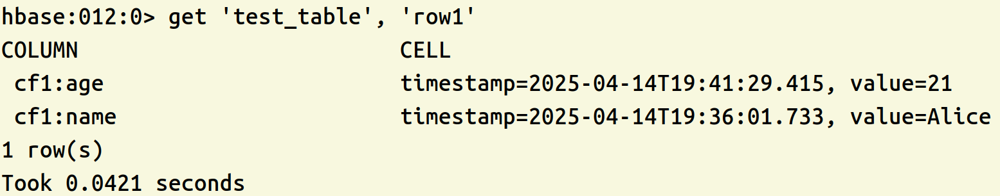 hbase:012:0> get 'test_table', 'row1'
COLUMN                         CELL
 cf1:age                       timestamp=2025-04-14T19:41:29.415, value=21
 cf1:name                      timestamp=2025-04-14T19:36:01.733, value=Alice
1 row(s)
Took 0.0421 seconds